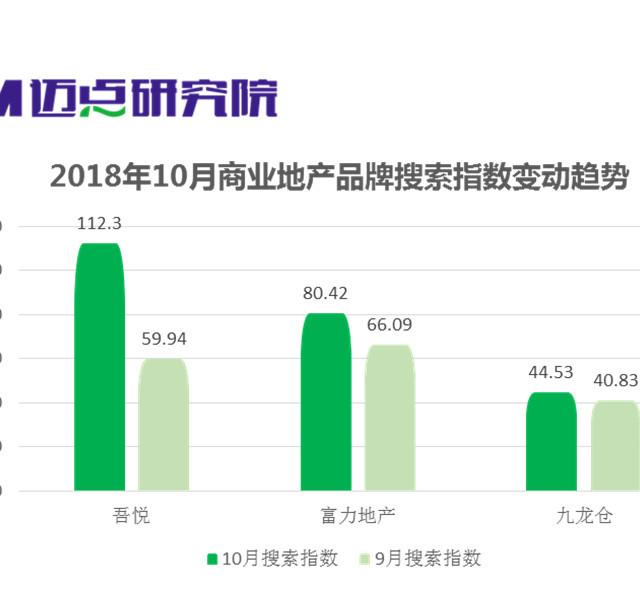 迈点研究院
2018年10月商业地产品牌搜索指数变动趋势
112.3
59.94
80.42
66.09
44.53
40.83
吾悦 富力地产 九龙仓
10月搜索指数 9月搜索指数